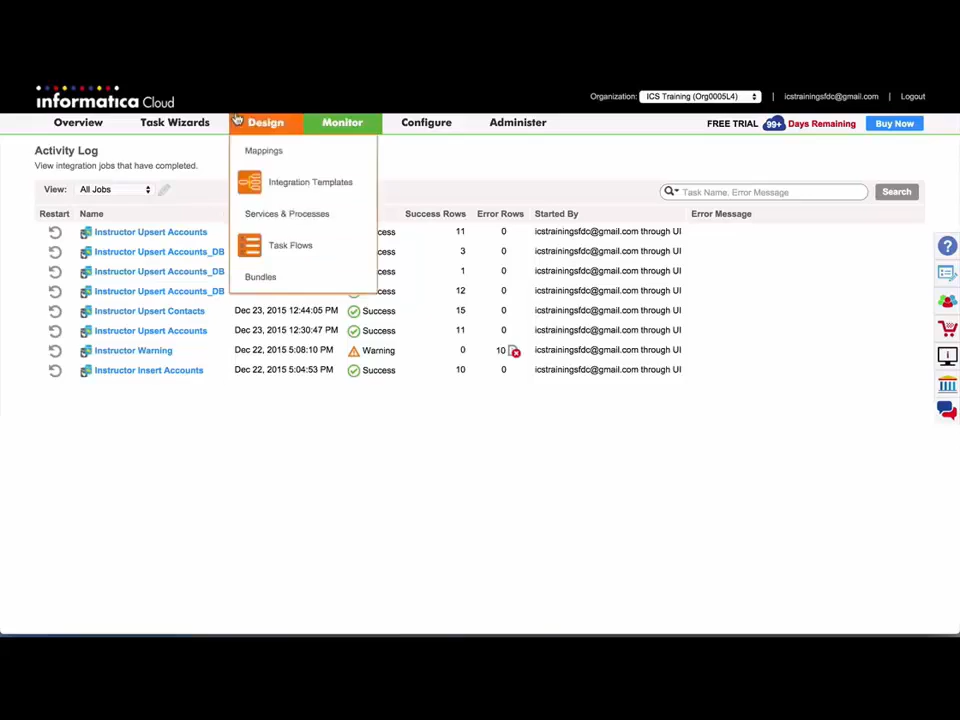 informatica Cloud
Organization: ICS Training (Org0005L4) | icstrainingsfdc@gmail.com | Logout
Overview Task Wizards Design Monitor Configure Administer FREE TRIAL 99+ Days Remaining Buy Now
Activity Log
View integration jobs that have completed.
View: All Jobs
Task Name, Error Message Search
Mappings
Integration Templates
Services & Processes
Task Flows
Bundles
Restart Name Success Rows Error Rows Started By Error Message
Instructor Upsert Accounts cess 11 0 icstrainingsfdc@gmail.com through UI
Instructor Upsert Accounts_DB cess 3 0 icstrainingsfdc@gmail.com through UI
Instructor Upsert Accounts_DB cess 1 0 icstrainingsfdc@gmail.com through UI
Instructor Upsert Accounts_DB cess 12 0 icstrainingsfdc@gmail.com through UI
Instructor Upsert Contacts Dec 23, 2015 12:44:05 PM Success 15 0 icstrainingsfdc@gmail.com through UI
Instructor Upsert Accounts Dec 23, 2015 12:30:47 PM Success 11 0 icstrainingsfdc@gmail.com through UI
Instructor Warning Dec 22, 2015 5:08:10 PM Warning 0 10 icstrainingsfdc@gmail.com through UI
Instructor Insert Accounts Dec 22, 2015 5:04:53 PM Success 10 0 icstrainingsfdc@gmail.com through UI